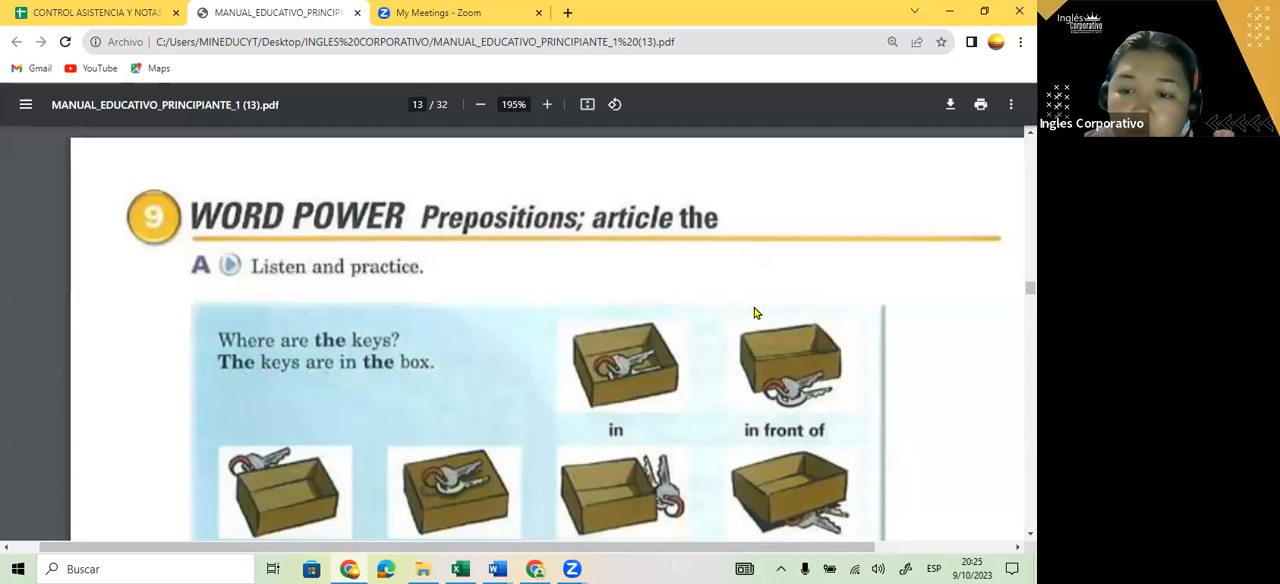 CONTROL ASISTENCIA Y NOTAS
MANUAL_EDUCATIVO_PRINCIPI
My Meetings - Zoom
Archivo
C:/Users/MINEDUCYT/Desktop/INGLES%20CORPORATIVO/MANUAL_EDUCATIVO_PRINCIPIANTE_1%20(13).pdf
Gmail
YouTube
Maps
MANUAL_EDUCATIVO_PRINCIPIANTE_1 (13).pdf
13 / 32
195%
Inglés
Corporativo
Ingles Corporativo
9 WORD POWER Prepositions; article the
A Listen and practice.
Where are the keys?
The keys are in the box.
in
in front of
Buscar
ESP
20:25
9/10/2023